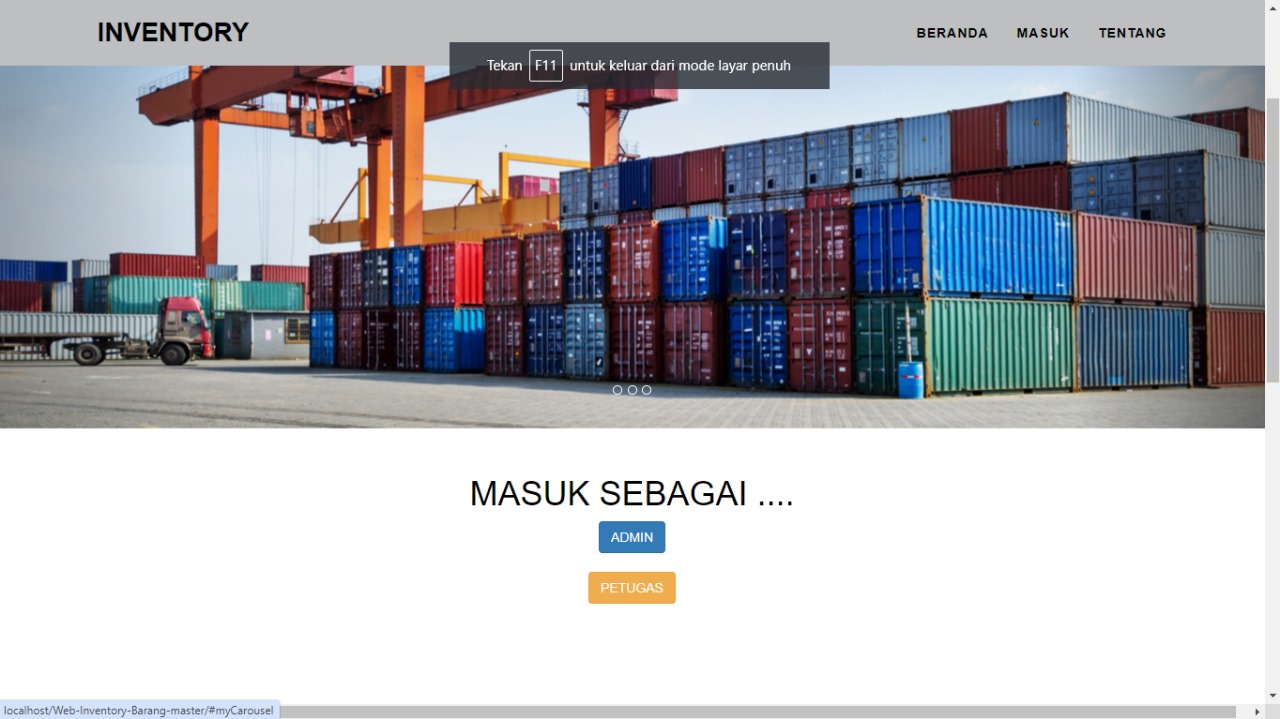 INVENTORY
BERANDA MASUK TENTANG
Tekan F11 untuk keluar dari mode layar penuh
MASUK SEBAGAI ....
ADMIN
PETUGAS
localhost/Web-Inventory-Barang-master/#myCarousel